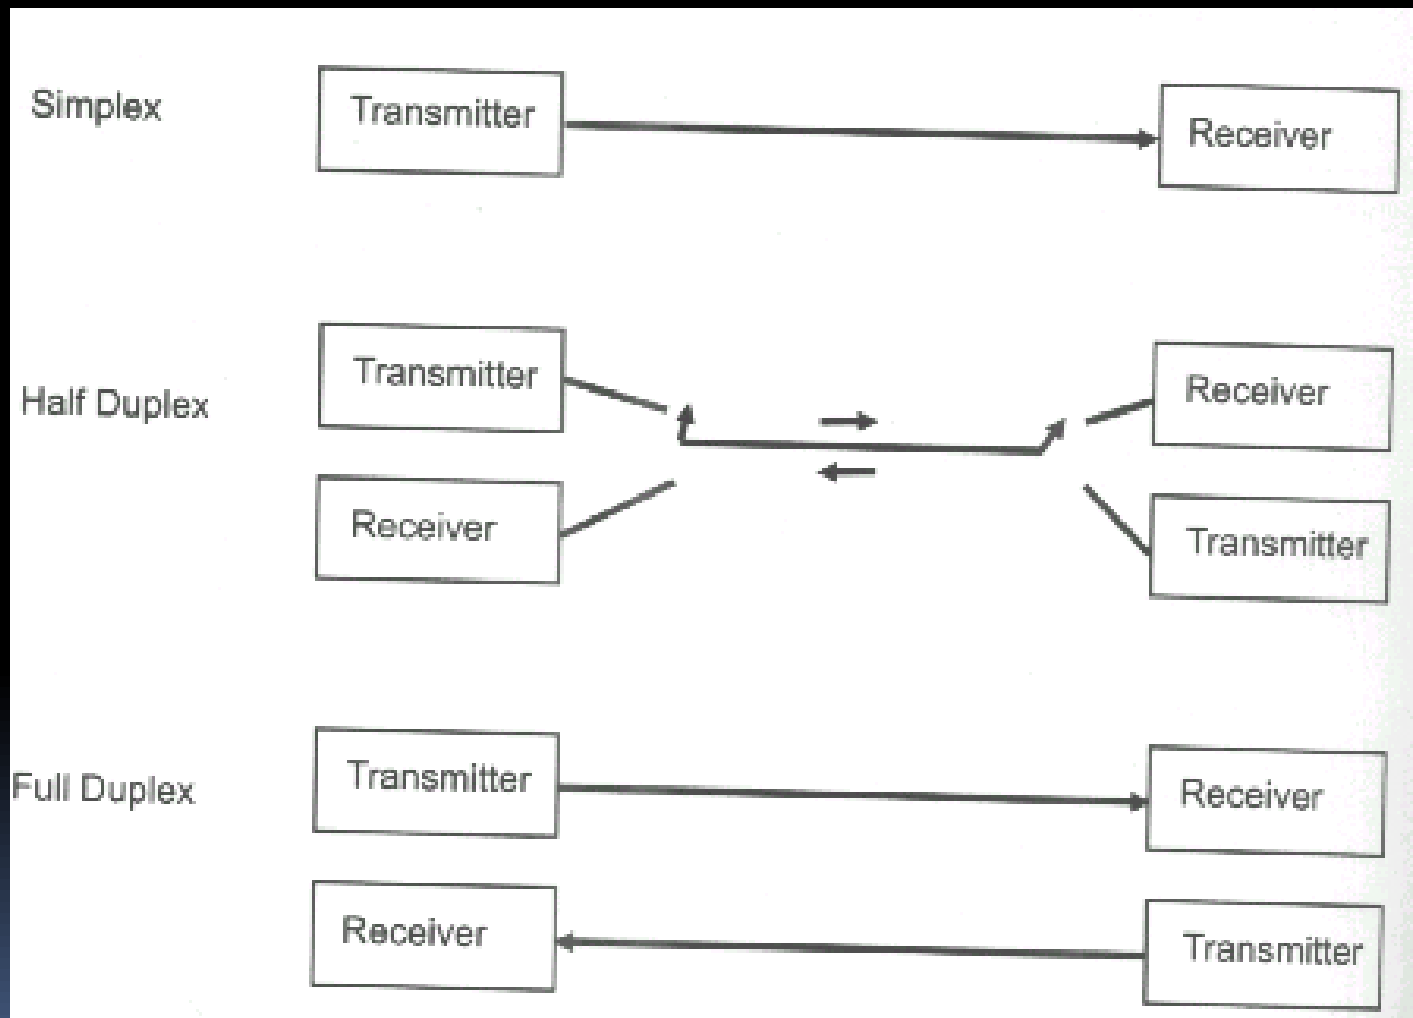 Simplex
Transmitter
Receiver
Half Duplex
Transmitter
Receiver
Receiver
Transmitter
Full Duplex
Transmitter
Receiver
Receiver
Transmitter